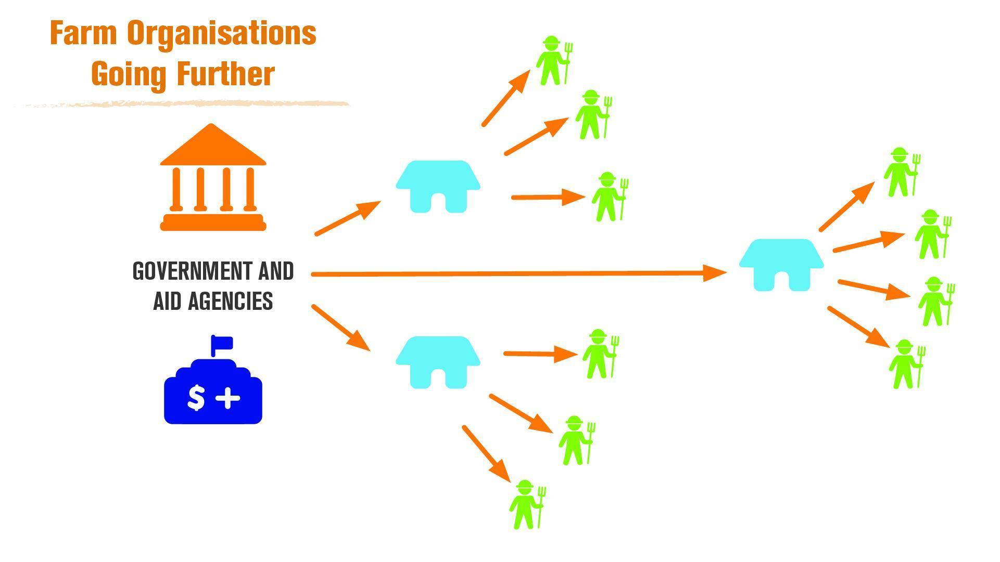 Farm Organisations
Going Further
GOVERNMENT AND
AID AGENCIES
$ +